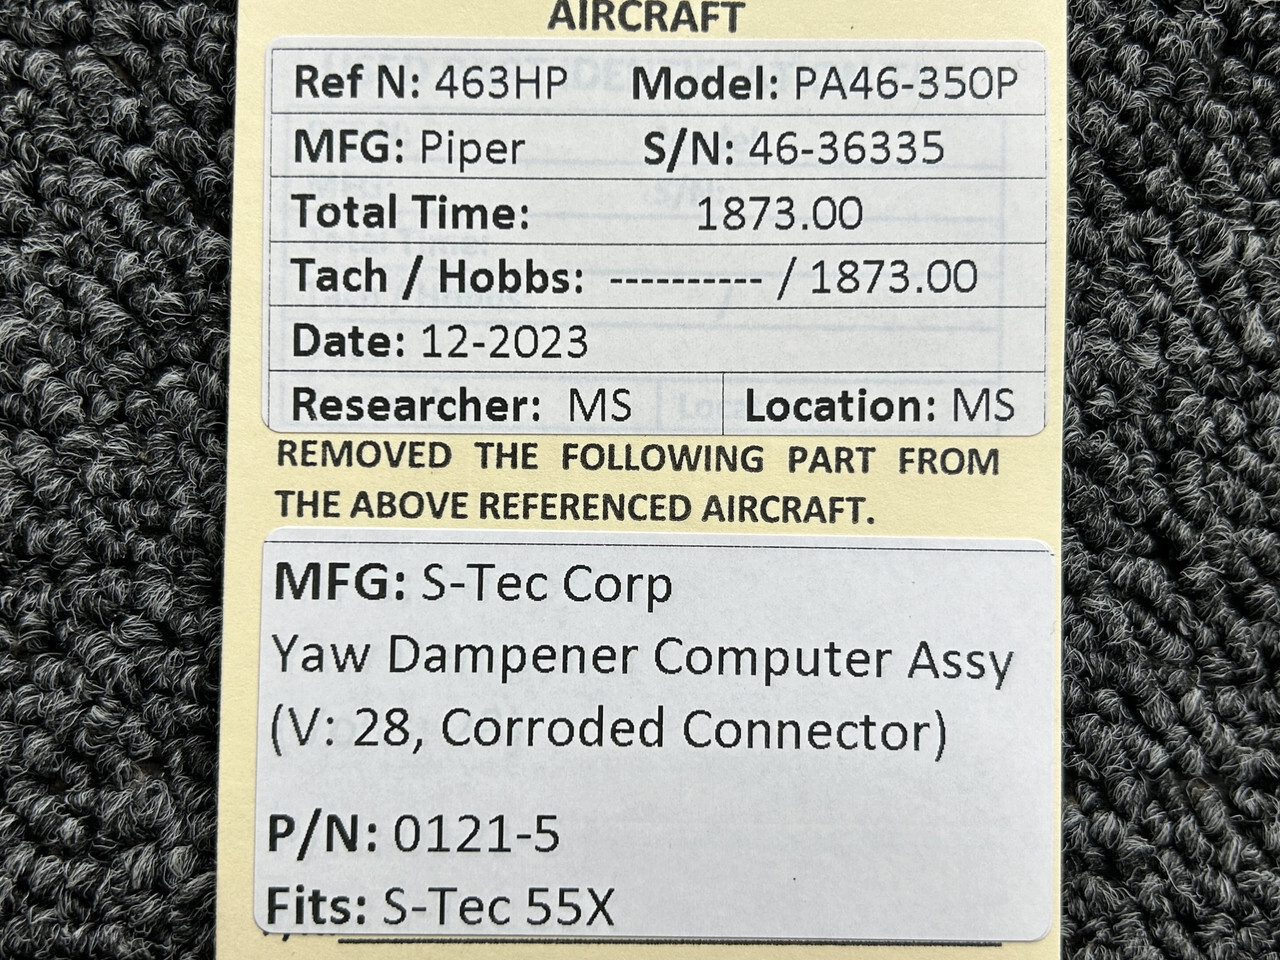 AIRCRAFT
Ref N: 463HP Model: PA46-350P
MFG: Piper S/N: 46-36335
Total Time: 1873.00
Tach / Hobbs: ---------- / 1873.00
Date: 12-2023
Researcher: MS Location: MS
REMOVED THE FOLLOWING PART FROM
THE ABOVE REFERENCED AIRCRAFT.
MFG: S-Tec Corp
Yaw Dampener Computer Assy
(V: 28, Corroded Connector)
P/N: 0121-5
Fits: S-Tec 55X